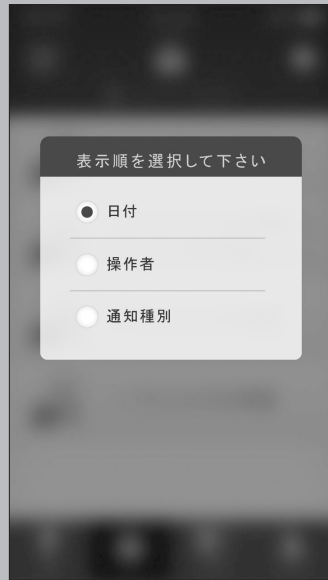 表示順を選択して下さい
日付
操作者
通知種別